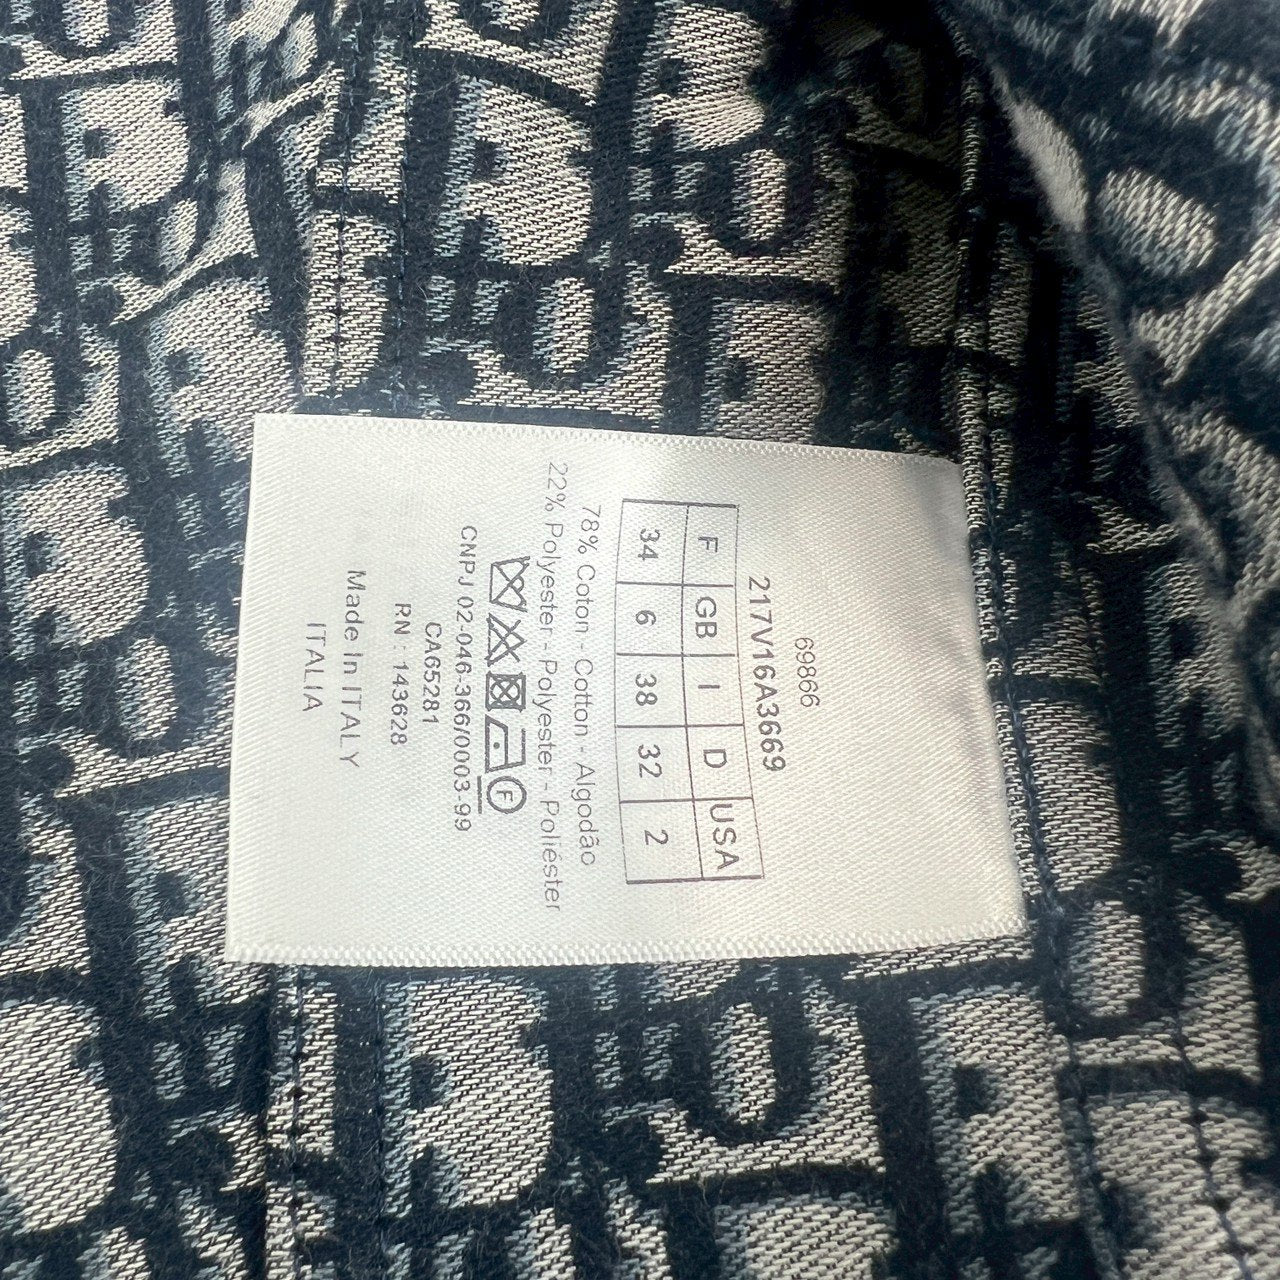 69866
217V16A3669
F GB I D USA
34 6 38 32 2
78% Coton - Cotton - Algodão
22% Polyester - Polyester - Poliéster
F
CNPJ 02-046-366/0003-99
CA65281
RN : 143628
Made In ITALY
ITALIA